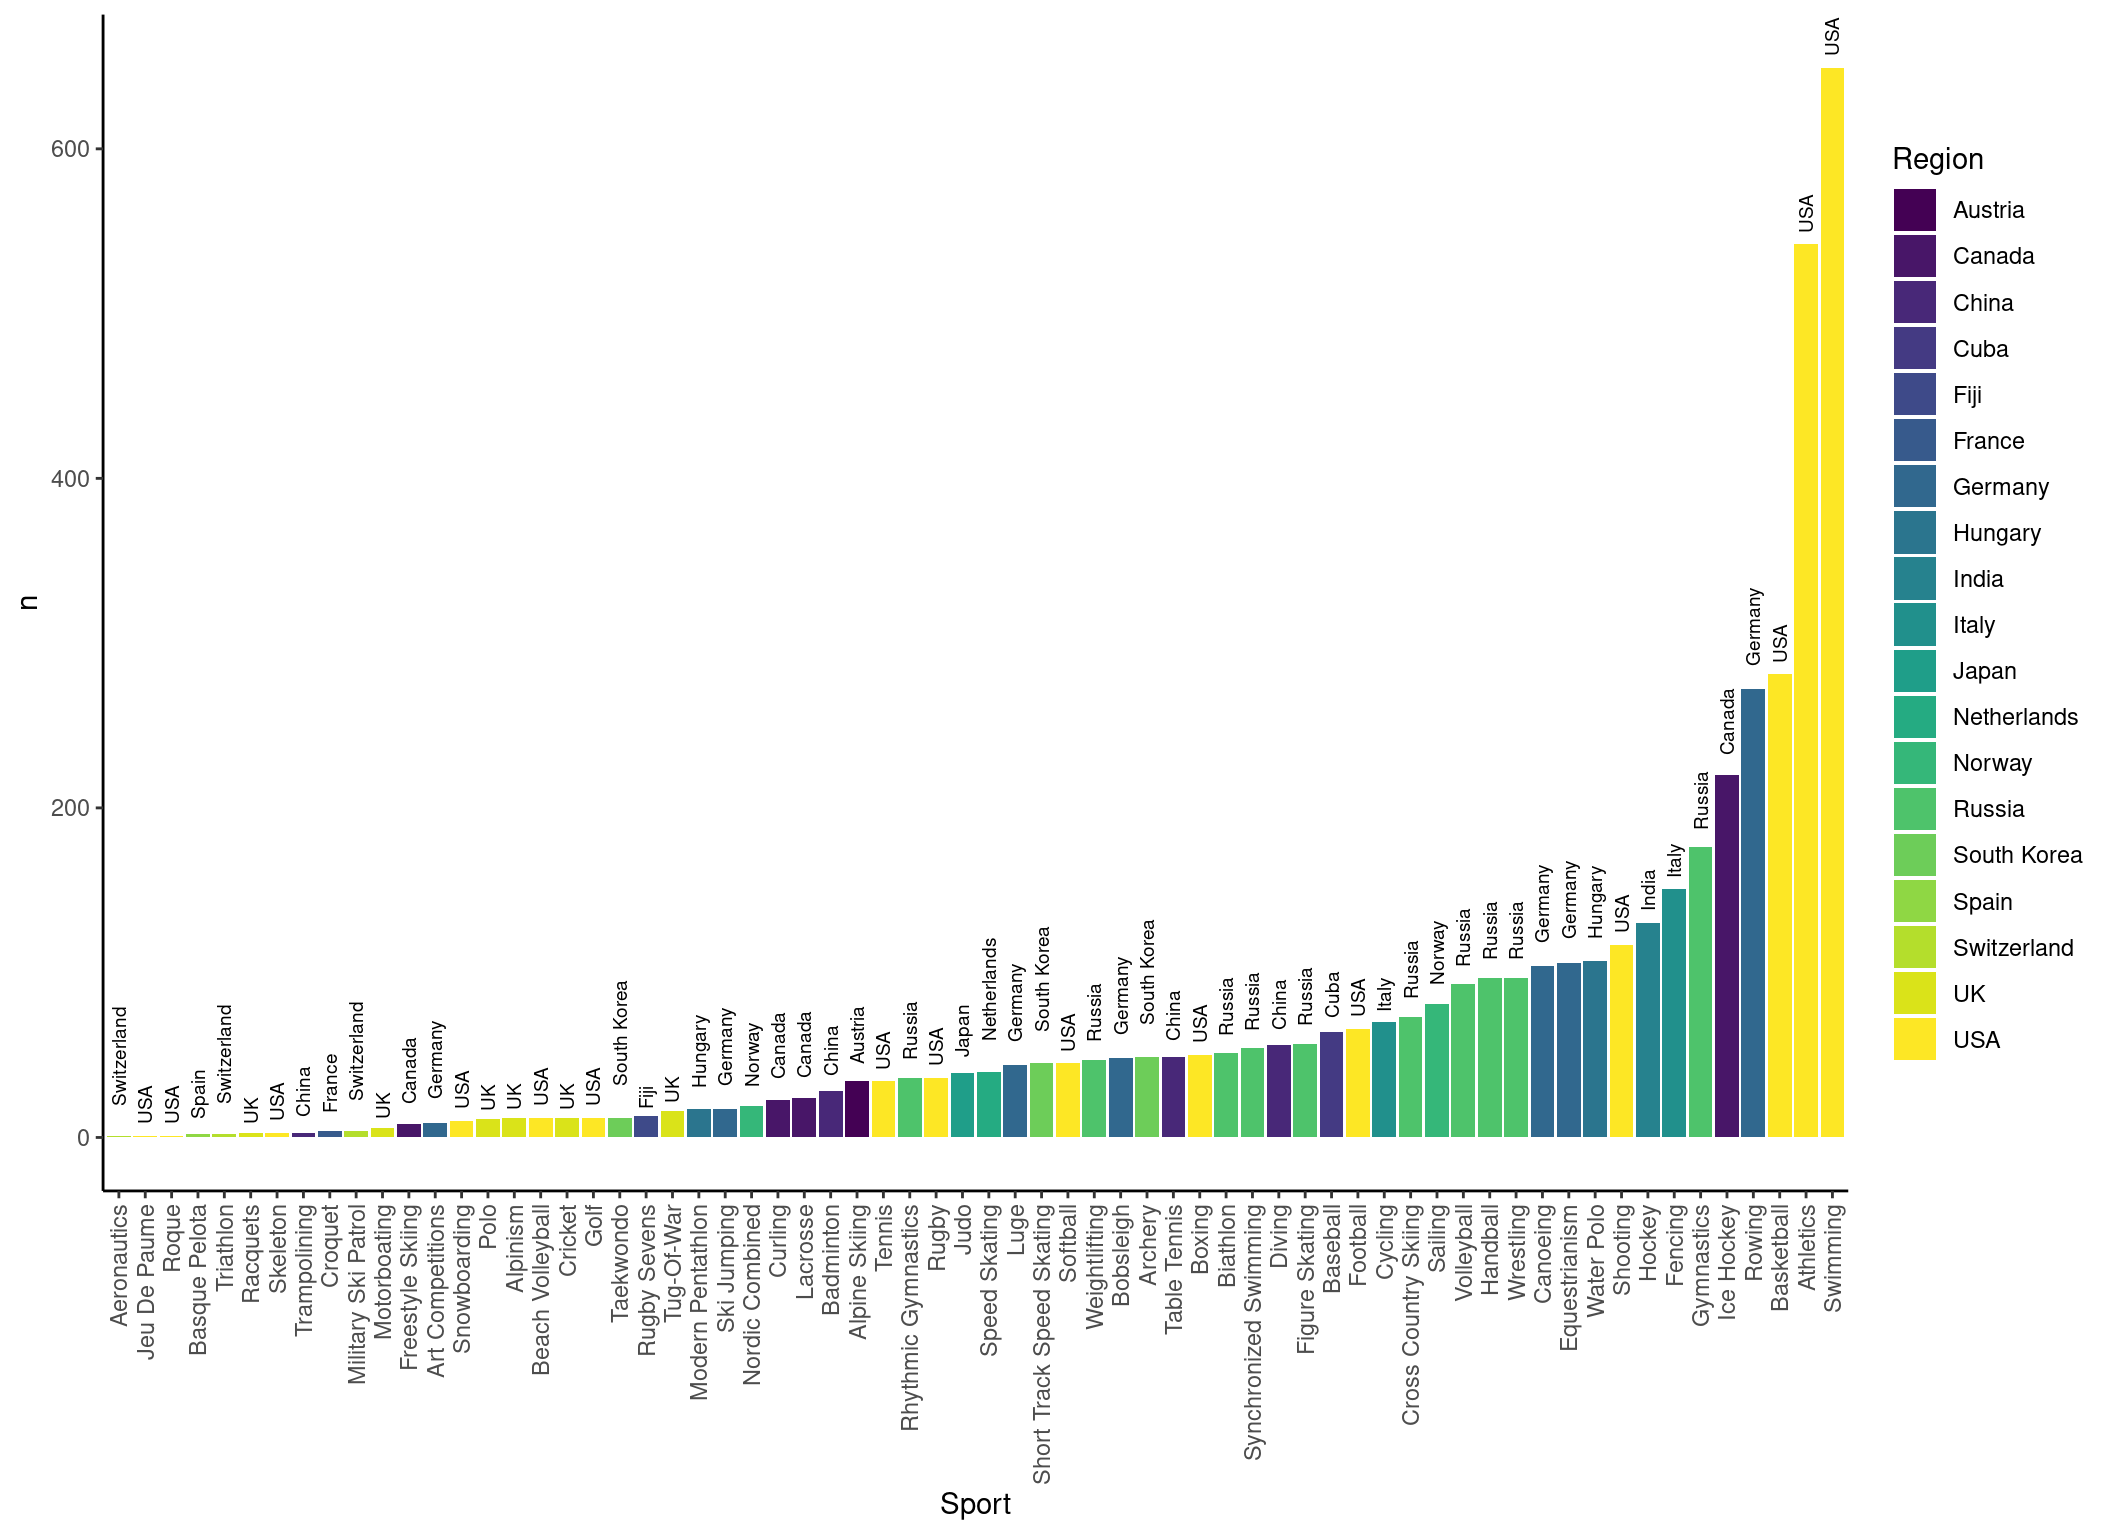 600
400
200
0
n
Switzerland
USA
USA
Spain
Switzerland
UK
USA
China
France
Switzerland
UK
Canada
Germany
USA
UK
UK
USA
UK
USA
South Korea
Fiji
UK
Hungary
Germany
Norway
Canada
Canada
China
Austria
USA
Russia
USA
Japan
Netherlands
Germany
South Korea
USA
Russia
Germany
South Korea
China
USA
Russia
Russia
China
Russia
Cuba
USA
Italy
Russia
Norway
Russia
Russia
Russia
Germany
Germany
Hungary
USA
India
Italy
Russia
Canada
Germany
USA
USA
USA
Aeronautics
Jeu De Paume
Roque
Basque Pelota
Triathlon
Racquets
Skeleton
Trampolining
Croquet
Military Ski Patrol
Motorboating
Freestyle Skiing
Art Competitions
Snowboarding
Polo
Alpinism
Beach Volleyball
Cricket
Golf
Taekwondo
Rugby Sevens
Tug-Of-War
Modern Pentathlon
Ski Jumping
Nordic Combined
Curling
Lacrosse
Badminton
Alpine Skiing
Tennis
Rhythmic Gymnastics
Rugby
Judo
Speed Skating
Luge
Short Track Speed Skating
Softball
Weightlifting
Bobsleigh
Archery
Table Tennis
Boxing
Biathlon
Synchronized Swimming
Diving
Figure Skating
Baseball
Football
Cycling
Cross Country Skiing
Sailing
Volleyball
Handball
Wrestling
Canoeing
Equestrianism
Water Polo
Shooting
Hockey
Fencing
Gymnastics
Ice Hockey
Rowing
Basketball
Athletics
Swimming
Sport
Region
Austria
Canada
China
Cuba
Fiji
France
Germany
Hungary
India
Italy
Japan
Netherlands
Norway
Russia
South Korea
Spain
Switzerland
UK
USA